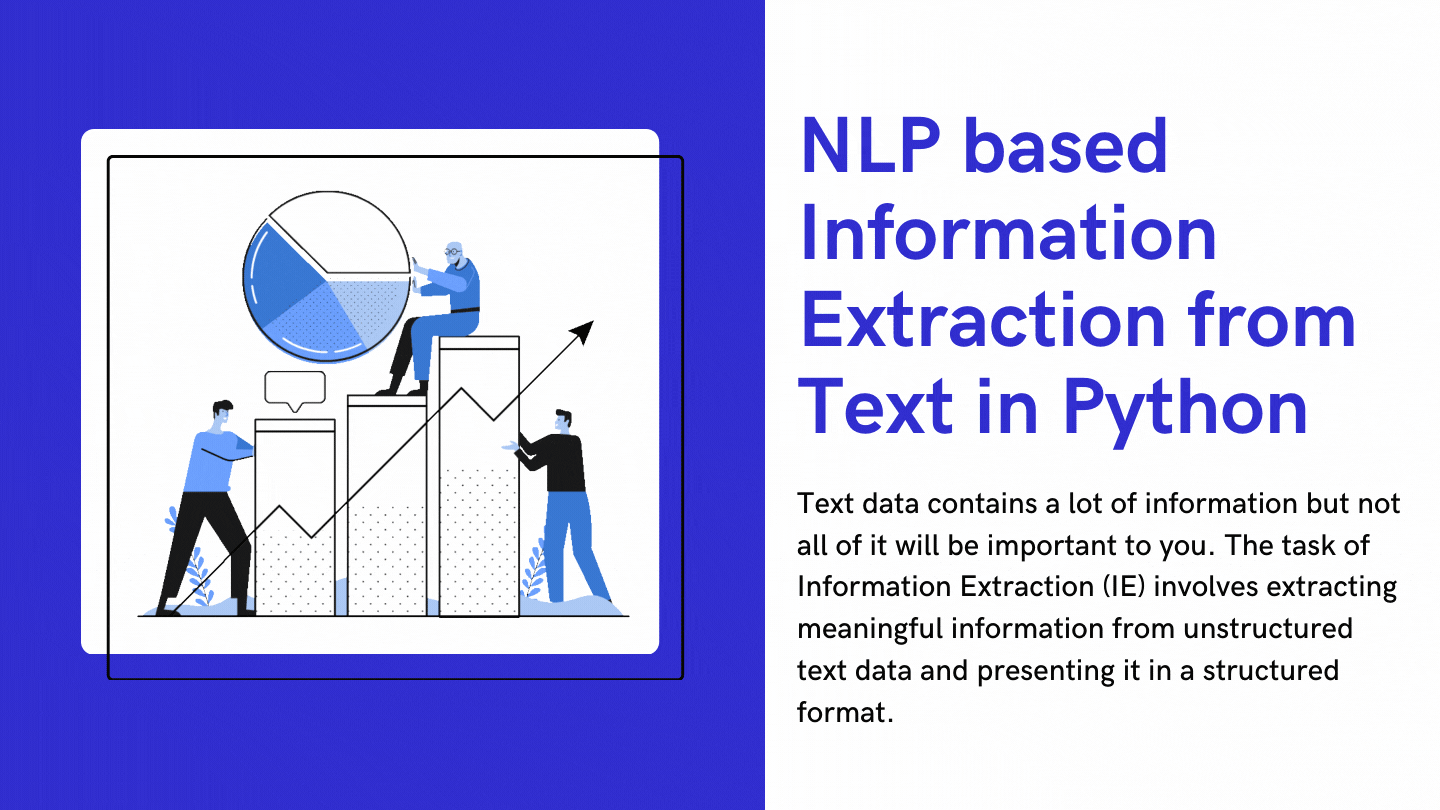 NLP based
Information
Extraction from
Text in Python
Text data contains a lot of information but not
all of it will be important to you. The task of
Information Extraction (IE) involves extracting
meaningful information from unstructured
text data and presenting it in a structured
format.